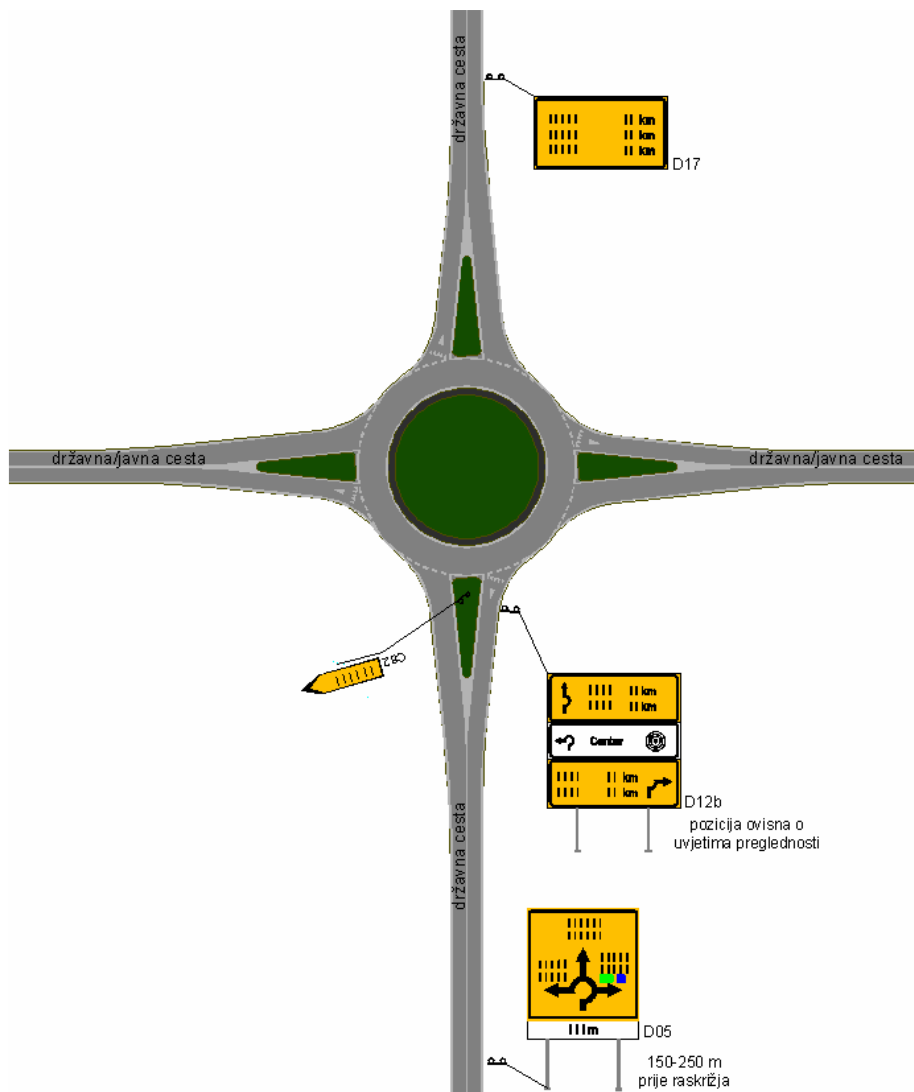 državna cesta
km
km
km
D17
državna/javna cesta
državna/javna cesta
C82
km
km
Centar
km
km
D12b
pozicija ovisna o
uvjetima preglednosti
državna cesta
m
D05
150-250 m
prije raskrižja